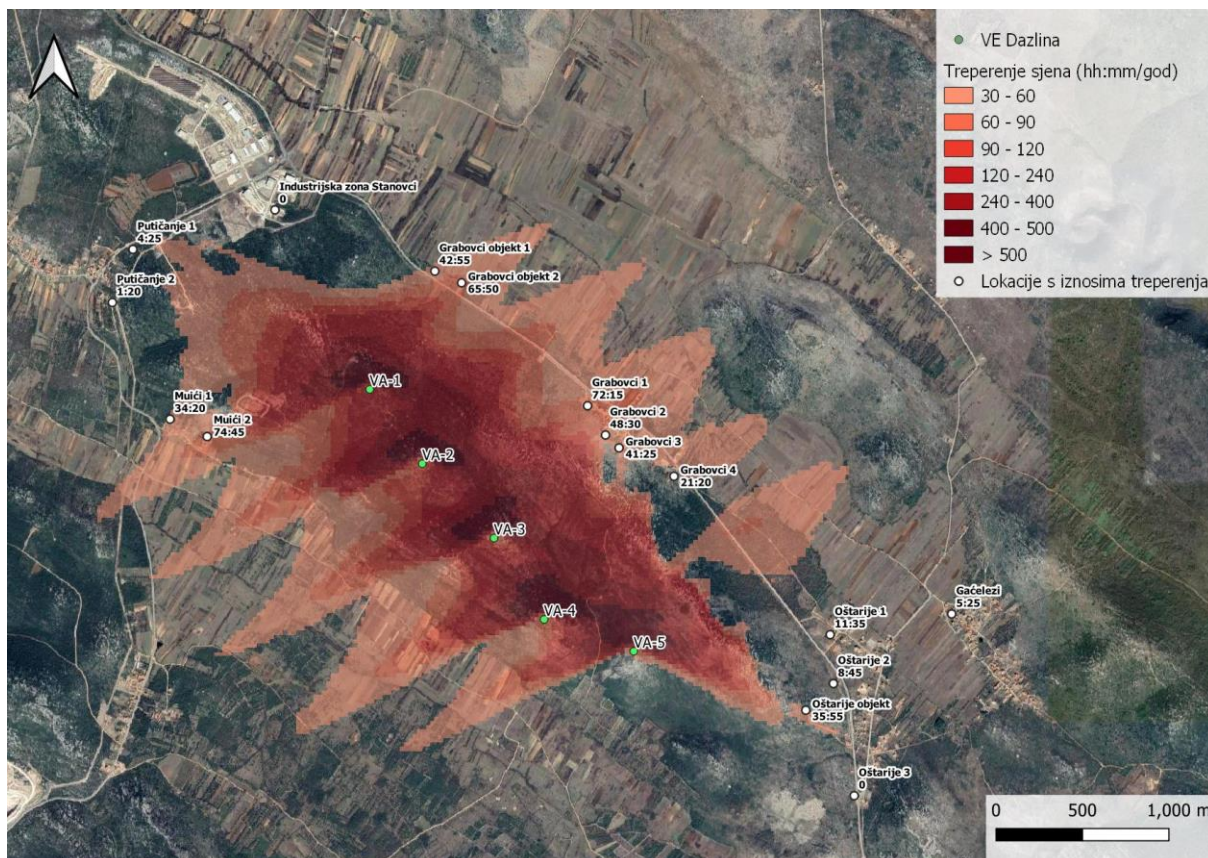 VE Dazlina
Treperenje sjena (hh:mm/god)
30 - 60
60 - 90
90 - 120
120 - 240
240 - 400
400 - 500
> 500
Lokacije s iznosima treperenja
Industrijska zona Stanovci
0
Putičanje 1
4:25
Putičanje 2
1:20
Grabovci objekt 1
42:55
Grabovci objekt 2
65:50
VA-1
Muići 1
34:20
Muići 2
74:45
Grabovci 1
72:15
Grabovci 2
48:30
Grabovci 3
41:25
VA-2
Grabovci 4
21:20
VA-3
VA-4
VA-5
Gaćelezi
5:25
Oštarije 1
11:35
Oštarije 2
8:45
Oštarije objekt
35:55
Oštarije 3
0
0 500 1,000 m